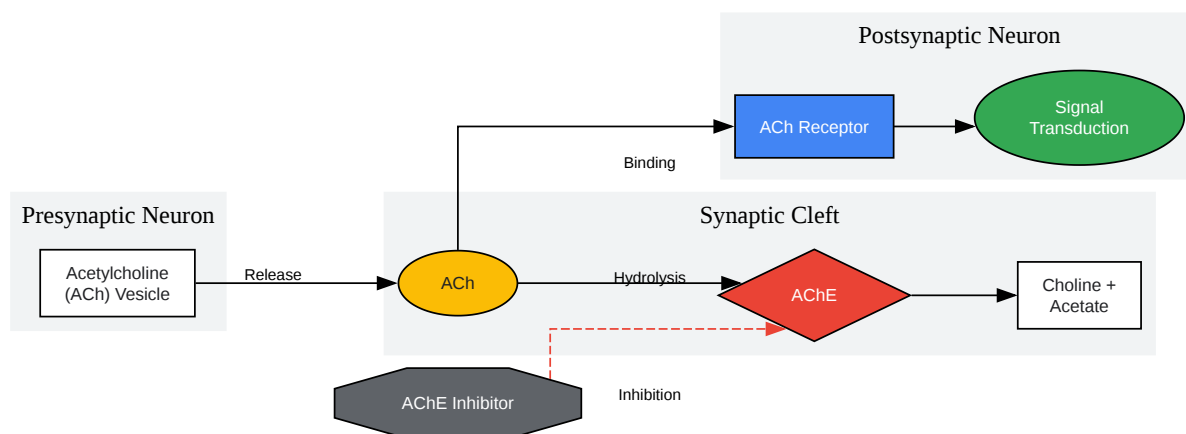 Postsynaptic Neuron
ACh Receptor
Signal
Transduction
Binding
Presynaptic Neuron
Synaptic Cleft
Acetylcholine
(ACh) Vesicle
Release
ACh
Hydrolysis
AChE
Choline +
Acetate
AChE Inhibitor
Inhibition